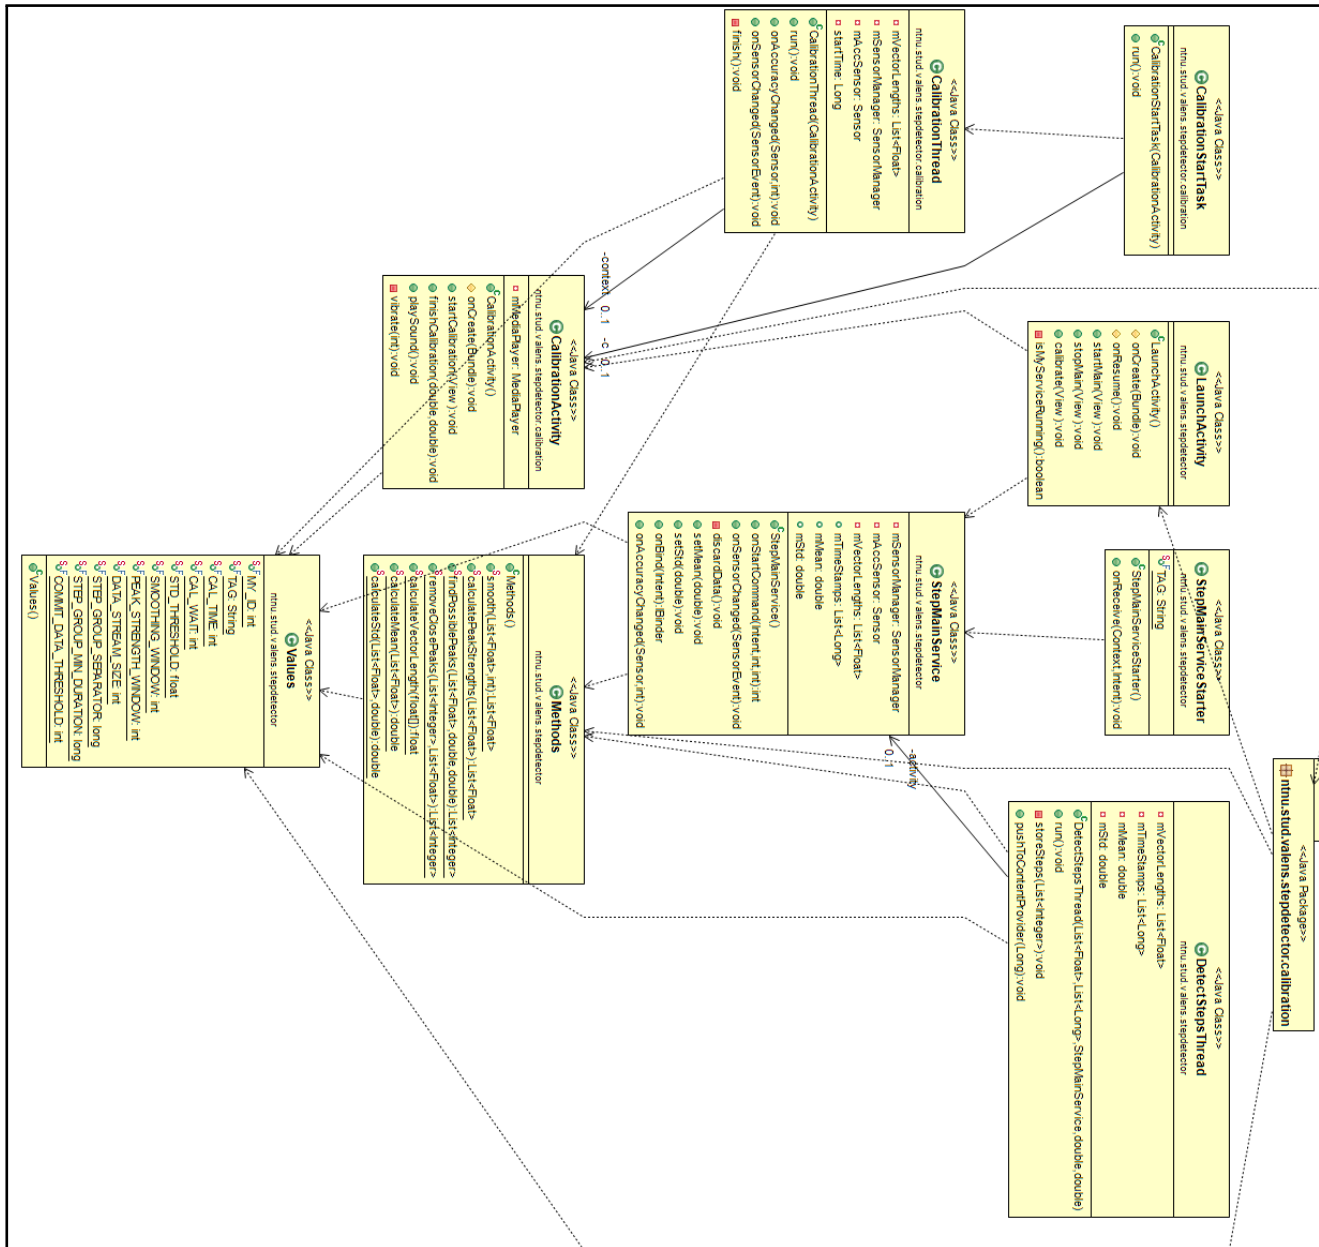 <<Java Class>>
CalibrationStartTask
ntnu.stud.valens.stepdetector.calibration
CalibrationStartTask(CalibrationActivity)
run():void
<<Java Class>>
LaunchActivity
ntnu.stud.valens.stepdetector
LaunchActivity()
onCreate(Bundle):void
onResume():void
startMain(View):void
stopMain(View):void
calibrate(View):void
isMyServiceRunning():boolean
<<Java Class>>
StepMainServiceStarter
ntnu.stud.valens.stepdetector
TAG: String
StepMainServiceStarter()
onReceive(Context,Intent):void
<<Java Package>>
ntnu.stud.valens.stepdetector.calibration
<<Java Class>>
DetectStepsThread
ntnu.stud.valens.stepdetector
mVectorLengths: List<Float>
mTimeStamps: List<Long>
mMean: double
mStd: double
DetectStepsThread(List<Float>,List<Long>,StepMainService,double,double)
run():void
storeSteps(List<Integer>):void
pushToContentProvider(Long):void
<<Java Class>>
CalibrationThread
ntnu.stud.valens.stepdetector.calibration
mVectorLengths: List<Float>
mSensorManager: SensorManager
mAccSensor: Sensor
startTime: Long
CalibrationThread(CalibrationActivity)
run():void
onAccuracyChanged(Sensor,int):void
onSensorChanged(SensorEvent):void
finish():void
<<Java Class>>
StepMainService
ntnu.stud.valens.stepdetector
mSensorManager: SensorManager
mAccSensor: Sensor
mVectorLengths: List<Float>
mTimeStamps: List<Long>
mMean: double
mStd: double
StepMainService()
onStartCommand(Intent,int,int):int
onSensorChanged(SensorEvent):void
discardData():void
setMean(double):void
setStd(double):void
onBind(Intent):IBinder
onAccuracyChanged(Sensor,int):void
-activity
0..1
-context 0..1 -c 0..1
<<Java Class>>
CalibrationActivity
ntnu.stud.valens.stepdetector.calibration
mMediaPlayer: MediaPlayer
CalibrationActivity()
onCreate(Bundle):void
startCalibration(View):void
finishCalibration(double,double):void
playSound():void
vibrate(int):void
<<Java Class>>
Methods
ntnu.stud.valens.stepdetector
Methods()
smooth(List<Float>,int):List<Float>
calculatePeakStrengths(List<Float>):List<Float>
findPossiblePeaks(List<Float>,double,double):List<Integer>
removeClosePeaks(List<Integer>,List<Float>):List<Integer>
calculateVectorLength(float[]):float
calculateMean(List<Float>):double
calculateStd(List<Float>,double):double
<<Java Class>>
Values
ntnu.stud.valens.stepdetector
MY_ID: int
TAG: String
CAL_TIME: int
CAL_WAIT: int
STD_THRESHOLD: float
SMOOTHING_WINDOW: int
PEAK_STRENGTH_WINDOW: int
DATA_STREAM_SIZE: int
STEP_GROUP_SEPARATOR: long
STEP_GROUP_MIN_DURATION: long
COMMIT_DATA_THRESHOLD: int
Values()